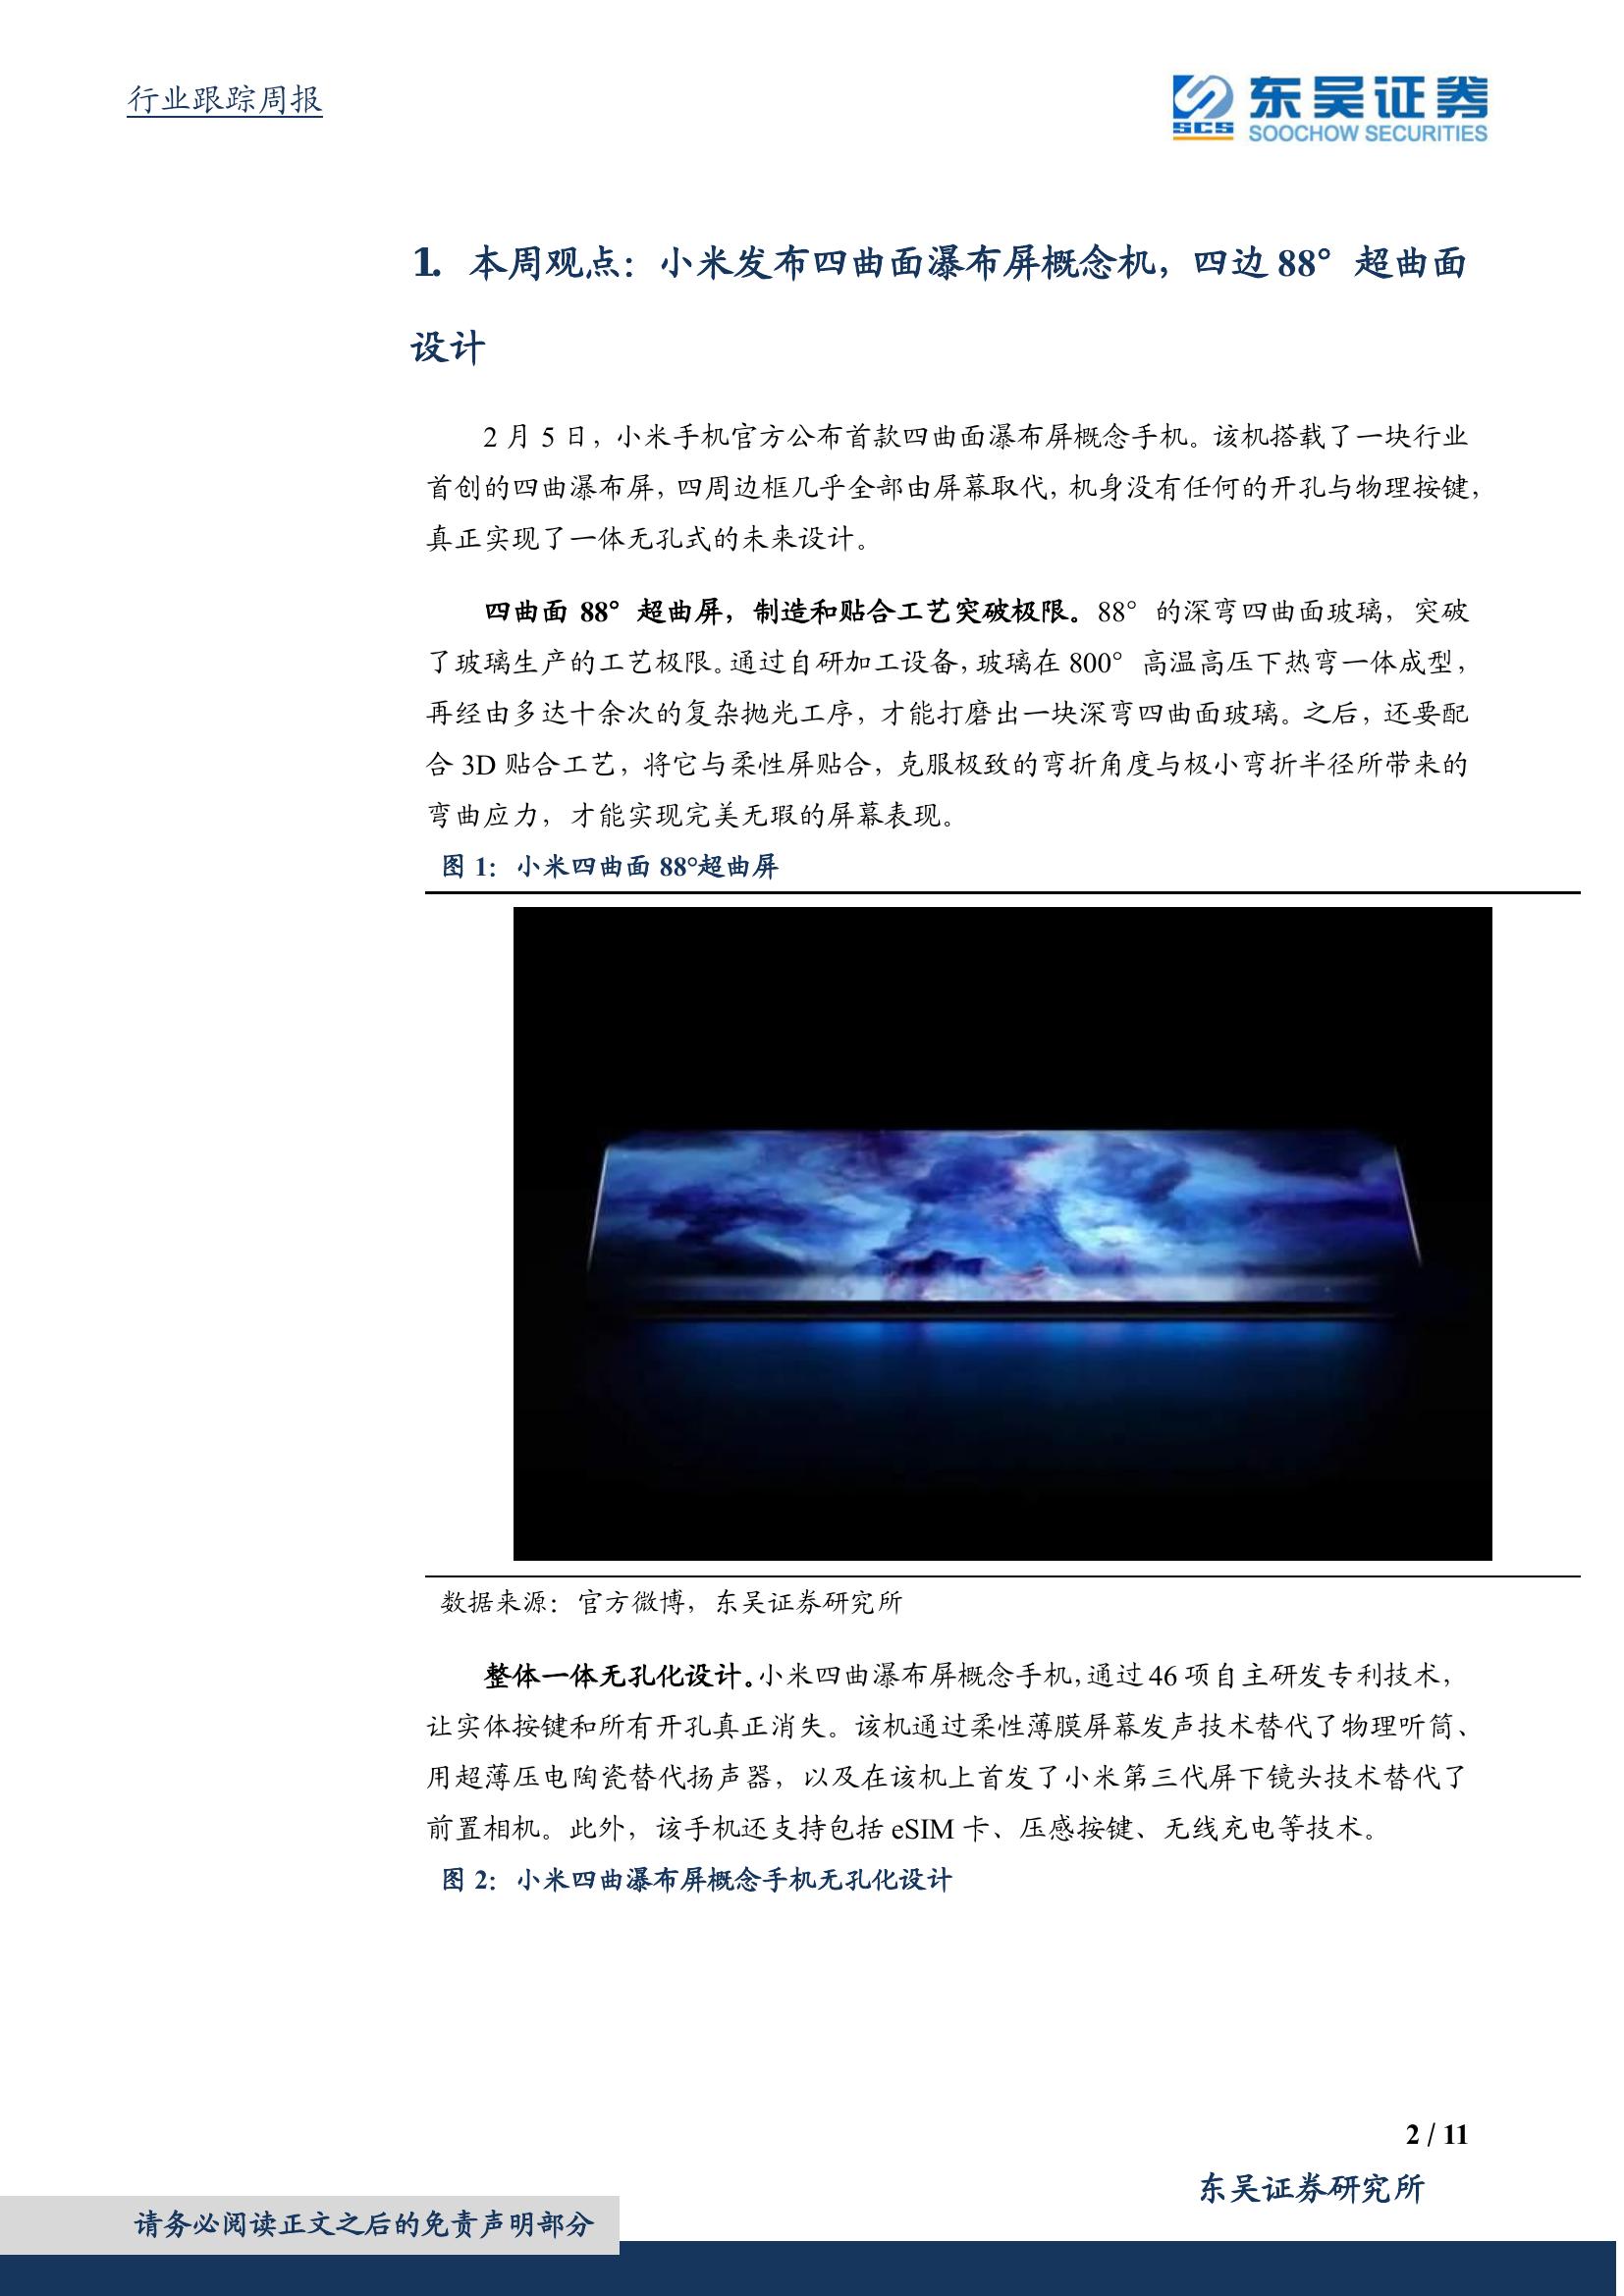 行业跟踪周报
SCS
东吴证券
SOOCHOW SECURITIES
1. 本周观点：小米发布四曲面瀑布屏概念机，四边 88°超曲面
设计
2 月 5 日，小米手机官方公布首款四曲面瀑布屏概念手机。该机搭载了一块行业
首创的四曲瀑布屏，四周边框几乎全部由屏幕取代，机身没有任何的开孔与物理按键，
真正实现了一体无孔式的未来设计。
四曲面 88°超曲屏，制造和贴合工艺突破极限。88°的深弯四曲面玻璃，突破
了玻璃生产的工艺极限。通过自研加工设备，玻璃在 800°高温高压下热弯一体成型，
再经由多达十余次的复杂抛光工序，才能打磨出一块深弯四曲面玻璃。之后，还要配
合 3D 贴合工艺，将它与柔性屏贴合，克服极致的弯折角度与极小弯折半径所带来的
弯曲应力，才能实现完美无瑕的屏幕表现。
图 1：小米四曲面 88°超曲屏
数据来源：官方微博，东吴证券研究所
整体一体无孔化设计。小米四曲瀑布屏概念手机，通过 46 项自主研发专利技术，
让实体按键和所有开孔真正消失。该机通过柔性薄膜屏幕发声技术替代了物理听筒、
用超薄压电陶瓷替代扬声器，以及在该机上首发了小米第三代屏下镜头技术替代了
前置相机。此外，该手机还支持包括 eSIM 卡、压感按键、无线充电等技术。
图 2：小米四曲瀑布屏概念手机无孔化设计
2 / 11
东吴证券研究所
请务必阅读正文之后的免责声明部分